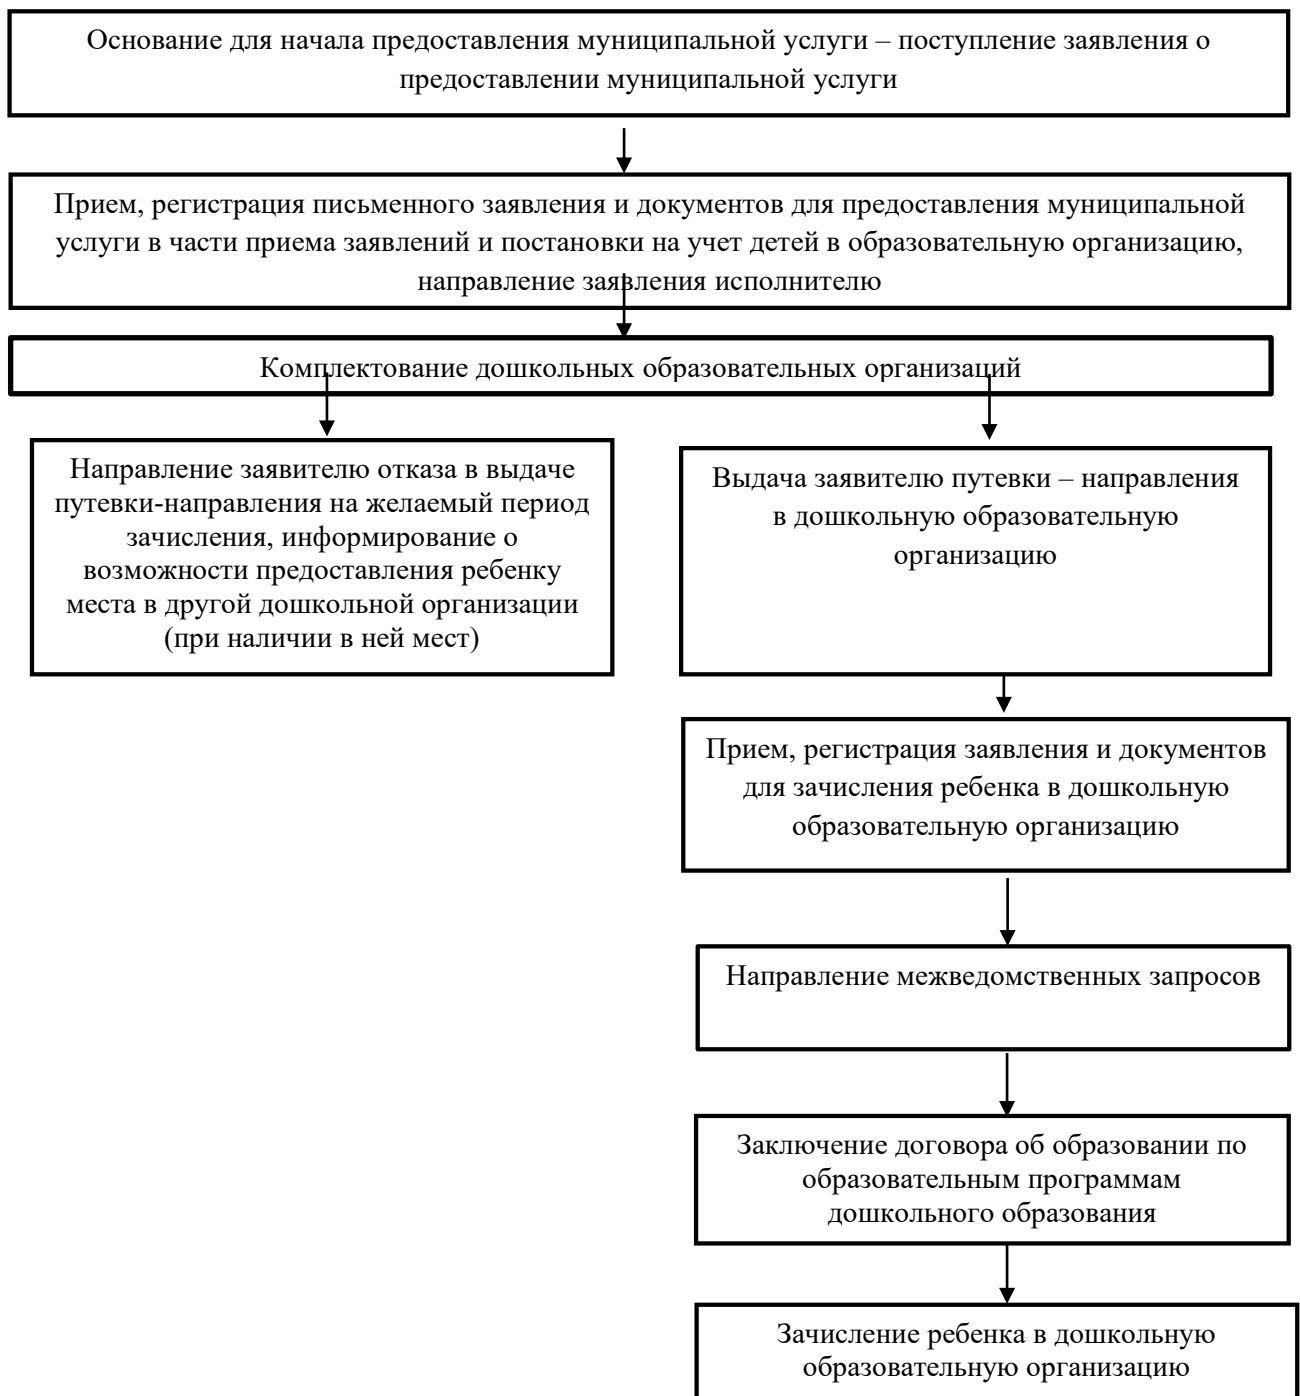 Основание для начала предоставления муниципальной услуги – поступление заявления о
предоставлении муниципальной услуги
Прием, регистрация письменного заявления и документов для предоставления муниципальной
услуги в части приема заявлений и постановки на учет детей в образовательную организацию,
направление заявления исполнителю
Комплектование дошкольных образовательных организаций
Направление заявителю отказа в выдаче
путевки-направления на желаемый период
зачисления, информирование о
возможности предоставления ребенку
места в другой дошкольной организации
(при наличии в ней мест)
Выдача заявителю путевки – направления
в дошкольную образовательную
организацию
Прием, регистрация заявления и документов
для зачисления ребенка в дошкольную
образовательную организацию
Направление межведомственных запросов
Заключение договора об образовании по
образовательным программам
дошкольного образования
Зачисление ребенка в дошкольную
образовательную организацию